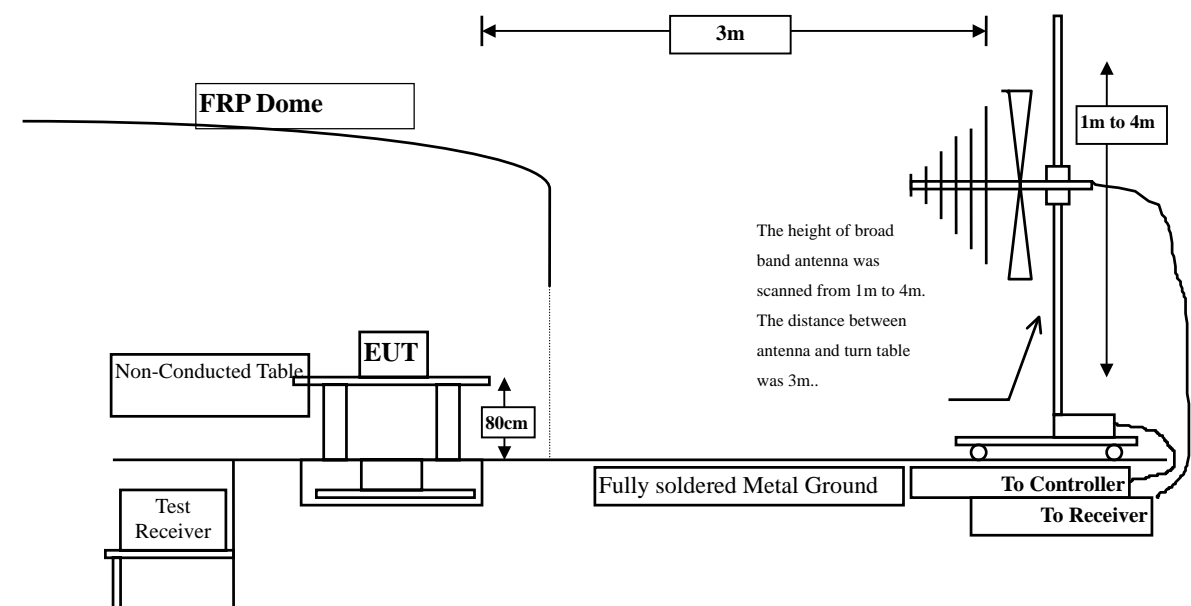 3m
FRP Dome
1m to 4m
The height of broad
band antenna was
scanned from 1m to 4m.
The distance between
antenna and turn table
was 3m..
EUT
Non-Conducted Table
80cm
Fully soldered Metal Ground
To Controller
To Receiver
Test
Receiver